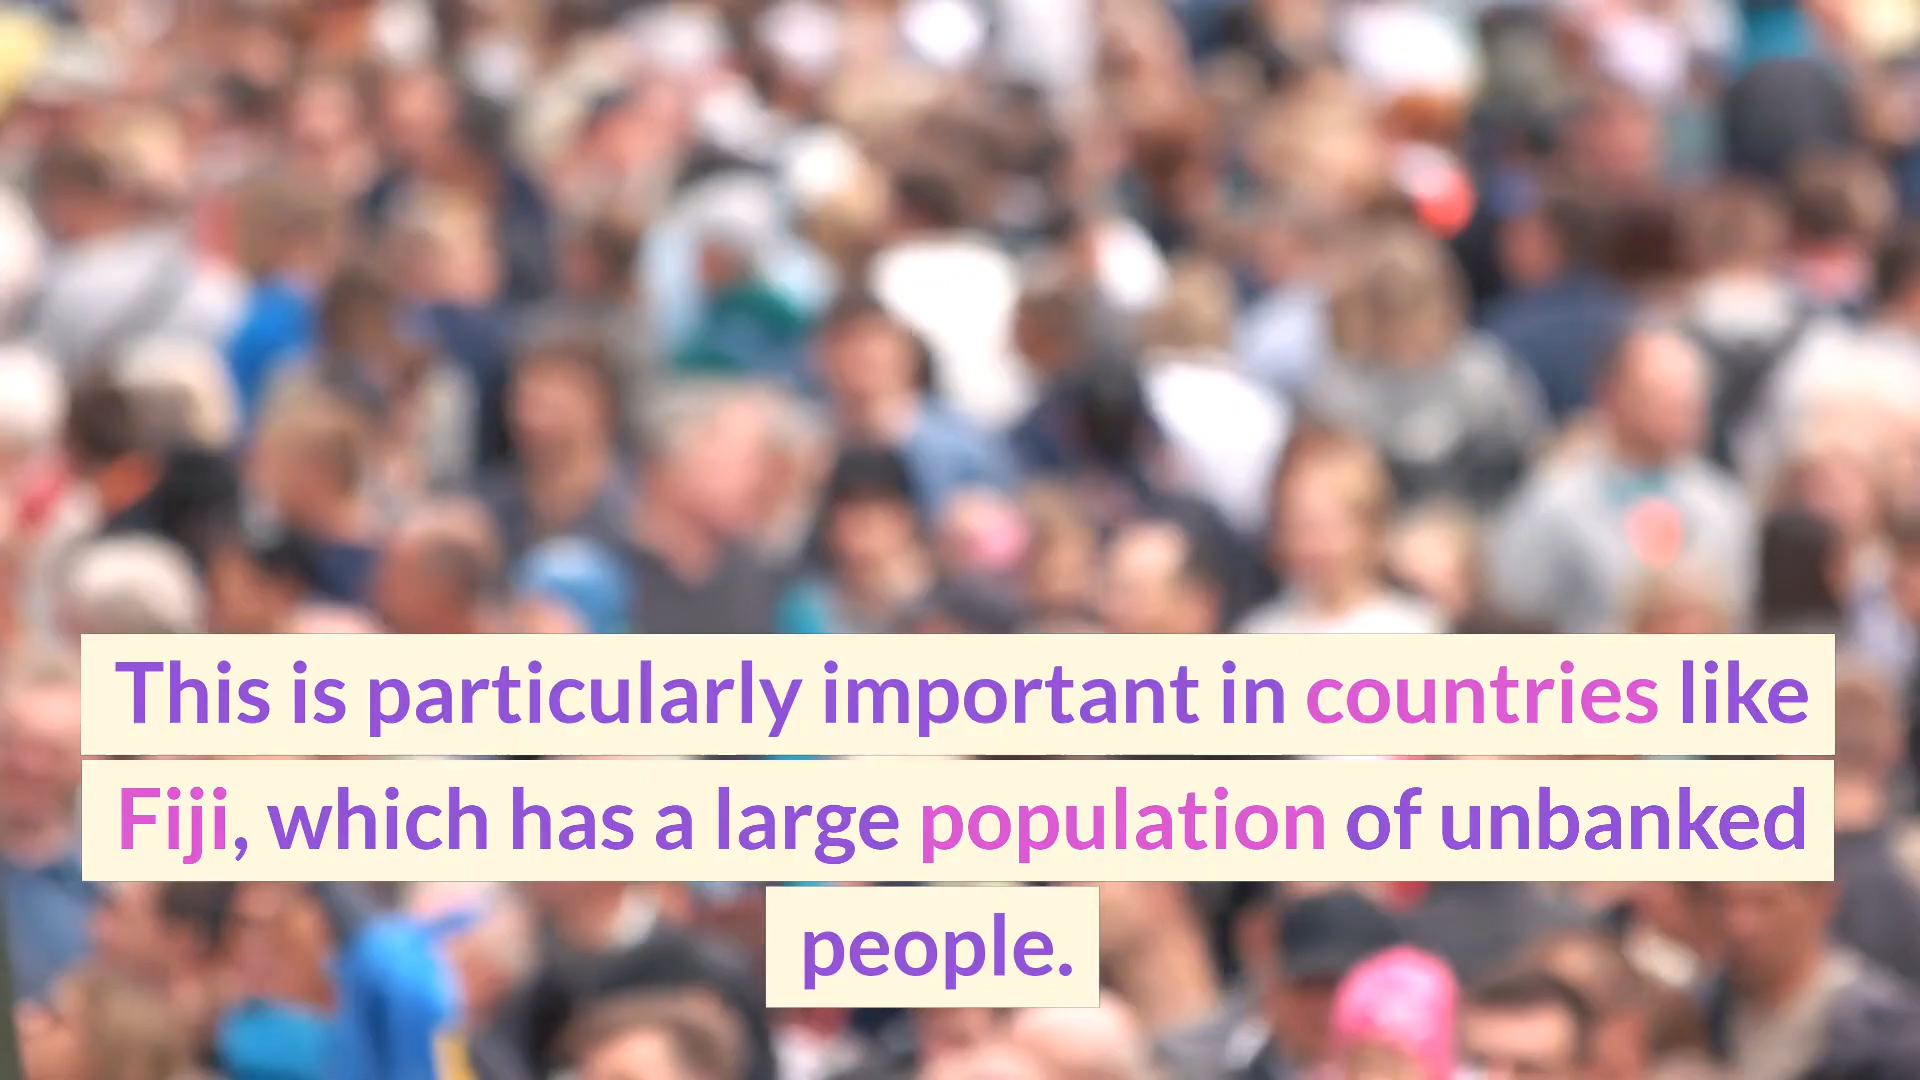 This is particularly important in countries like
Fiji, which has a large population of unbanked
people.